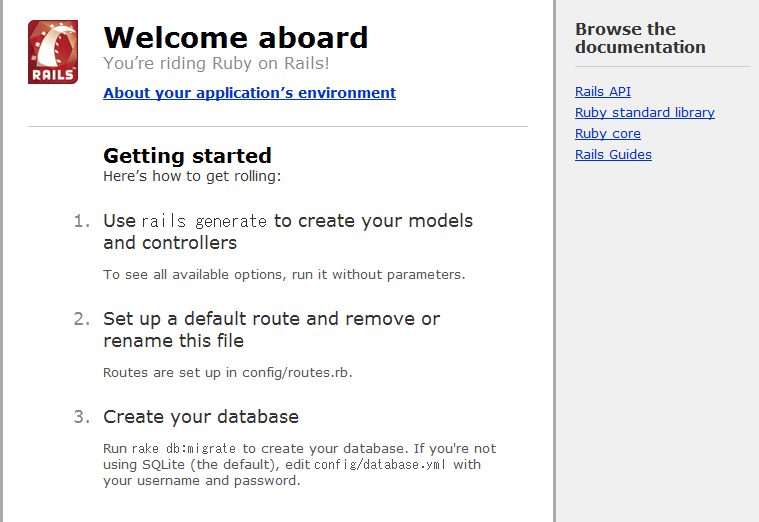 RAILS
Welcome aboard
You’re riding Ruby on Rails!
About your application’s environment
Getting started
Here’s how to get rolling:
1. Use rails generate to create your models
and controllers
To see all available options, run it without parameters.
2. Set up a default route and remove or
rename this file
Routes are set up in config/routes.rb.
3. Create your database
Run rake db:migrate to create your database. If you're not
using SQLite (the default), edit config/database.yml with
your username and password.
Browse the
documentation
Rails API
Ruby standard library
Ruby core
Rails Guides